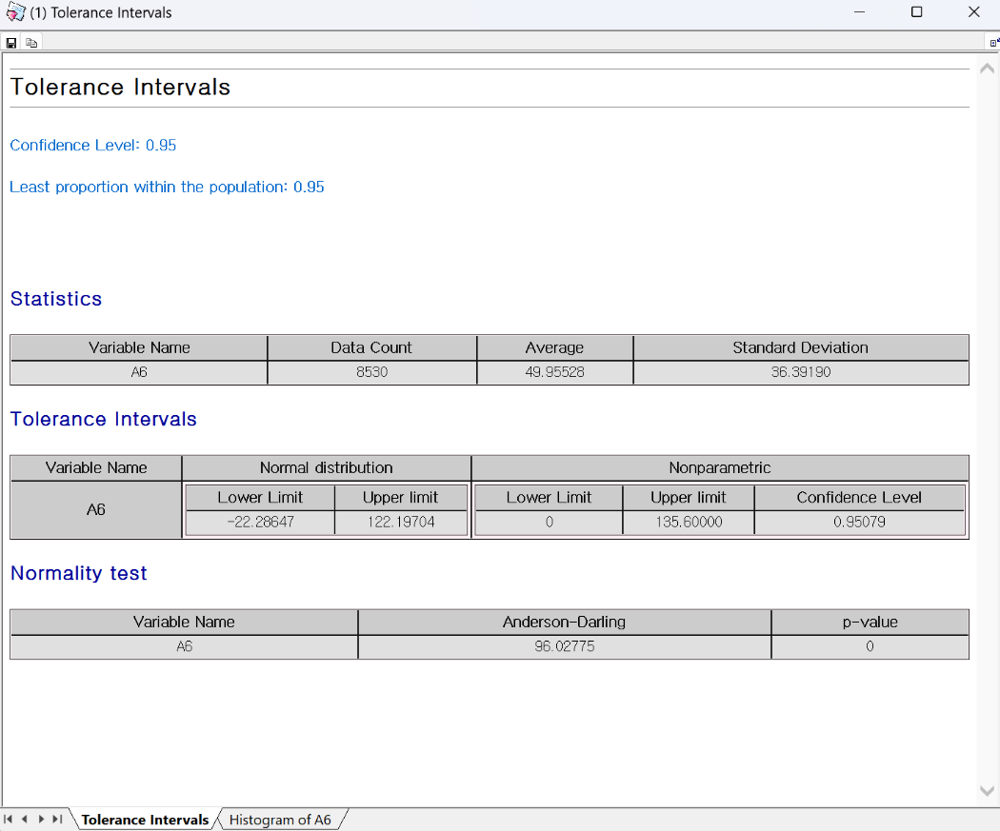 (1) Tolerance Intervals
Tolerance Intervals
Confidence Level: 0.95
Least proportion within the population: 0.95
Statistics
Variable Name Data Count Average Standard Deviation
A6 8530 49.95528 36.39190
Tolerance Intervals
Variable Name Normal distribution Nonparametric
A6 Lower Limit Upper limit Lower Limit Upper limit Confidence Level
-22.28647 122.19704 0 135.60000 0.95079
Normality test
Variable Name Anderson-Darling p-value
A6 96.02775 0
Tolerance Intervals Histogram of A6